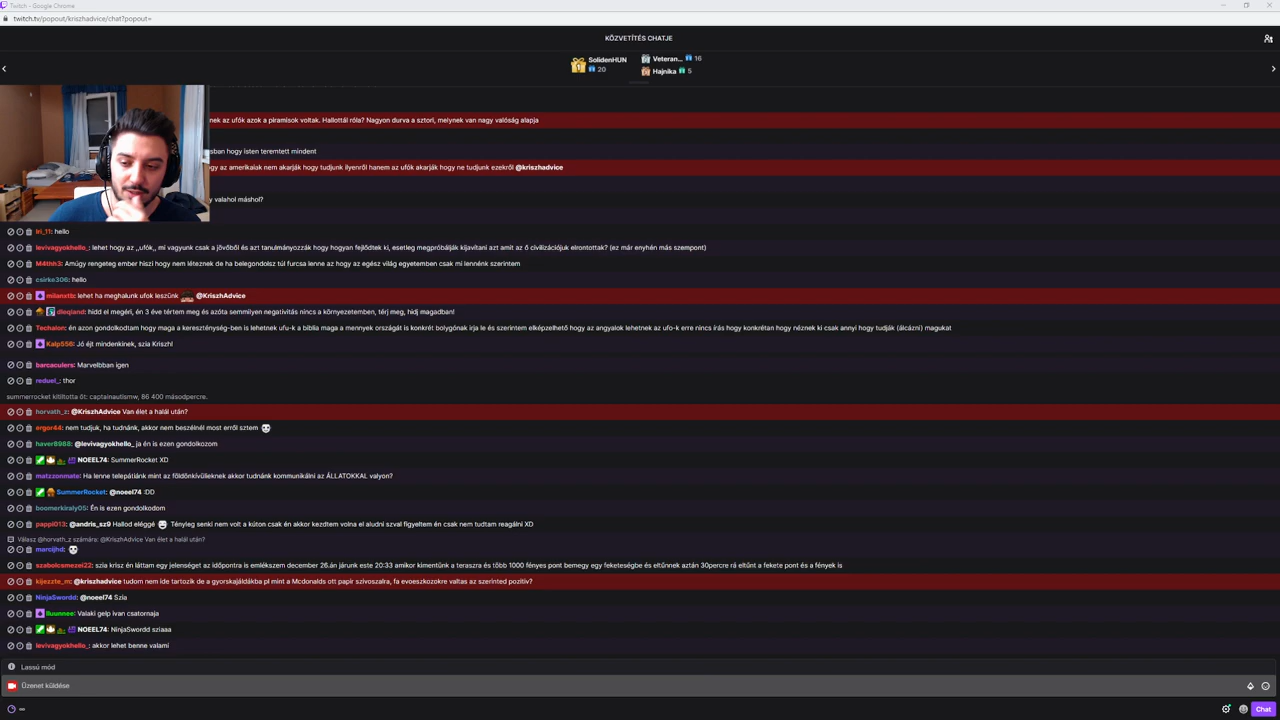 Twitch - Google Chrome
twitch.tv/popout/kriszhadvice/chat?popout=
KÖZVETÍTÉS CHATJE
SolidenHUN
20
Veteran... 16
Hajnika 5
nek az ufók azok a piramisok voltak. Hallottál róla? Nagyon durva a sztori, melynek van nagy valóság alapja
sban hogy isten teremtett mindent
gy az amerikaiak nem akarják hogy tudjunk ilyenről hanem az ufók akarják hogy ne tudjunk ezekről @kriszhadvice
y valahol máshol?
iri_11: hello
levivagyokhello_: lehet hogy az ,,ufók,, mi vagyunk csak a jövőből és azt tanulmányozzák hogy hogyan fejlődtek ki, esetleg megpróbálják kijavítani azt amit az ő civilizációjuk elrontottak? (ez már enyhén más szempont)
M4thh3: Amúgy rengeteg ember hiszi hogy nem léteznek de ha belegondolsz túl furcsa lenne az hogy az egész világ egyetemben csak mi lennénk szerintem
csirke306: hello
milanxtb: lehet ha meghalunk ufok leszünk @KriszhAdvice
dleqiand: hidd el megéri, én 3 éve tértem meg és azóta semmilyen negativitás nincs a környezetemben, térj meg, hidj magadban!
Techalon: én azon gondolkodtam hogy maga a kereszténység-ben is lehetnek ufu-k a biblia maga a mennyek országát is konkrét bolygónak irja le és szerintem elképzelhető hogy az angyalok lehetnek az ufu-k erre nincs írás hogy konkrétan hogy néznek ki csak annyi hogy tudják (álcázni) magukat
Kalp556: Jó éjt mindenkinek, szia Krisz!
barcaculers: Marvelbban igen
reduel_: thor
summerrocket kitiltotta őt: captainautismw, 86 400 másodpercre.
horvath_z: @KriszhAdvice Van élet a halál után?
ergor44: nem tudjuk, ha tudnánk, akkor nem beszélnél most erről sztem
haver8988: @levivagyokhello_ ja én is ezen gondolkozom
NOEEL74: SummerRocket XD
matzzonmate: Ha lenne telepátiánk mint az földönkívülieknek akkor tudnánk kommunikálni az ÁLLATOKKAL valyon?
SummerRocket: @noeel74 :DD
boomerkiraly05: Én is ezen gondolkodom
pappi013: @andris_sz9 Hallod eléggé Tényleg senki nem volt a kúton csak én akkor kezdtem volna el aludni szval figyeltem én csak nem tudtam reagálni XD
Válasz @horvath_z számára: @KriszhAdvice Van élet a halál után?
marcijhd:
szabolcsmezei22: szia krisz én láttam egy jelenséget az időpontra is emlékszem december 26.án járunk este 20:33 amikor kimentünk a teraszra és több 1000 fényes pont bemegy egy feketeségbe és eltűnnek aztán 30percre rá eltűnt a fekete pont és a fények is
kijezzte_m: @kriszhadvice tudom nem ide tartozik de a gyorskajáldákba pl mint a Mcdonalds ott papír szivoszalra, fa evoeszkozokre valtas az szerinted pozitiv?
NinjaSwordd: @noeel74 Szia
lluunnee: Valaki gelp ivan csatornaja
NOEEL74: NinjaSwordd sziaaa
levivagyokhello_: akkor lehet benne valami
Lassú mód
Üzenet küldése
Chat